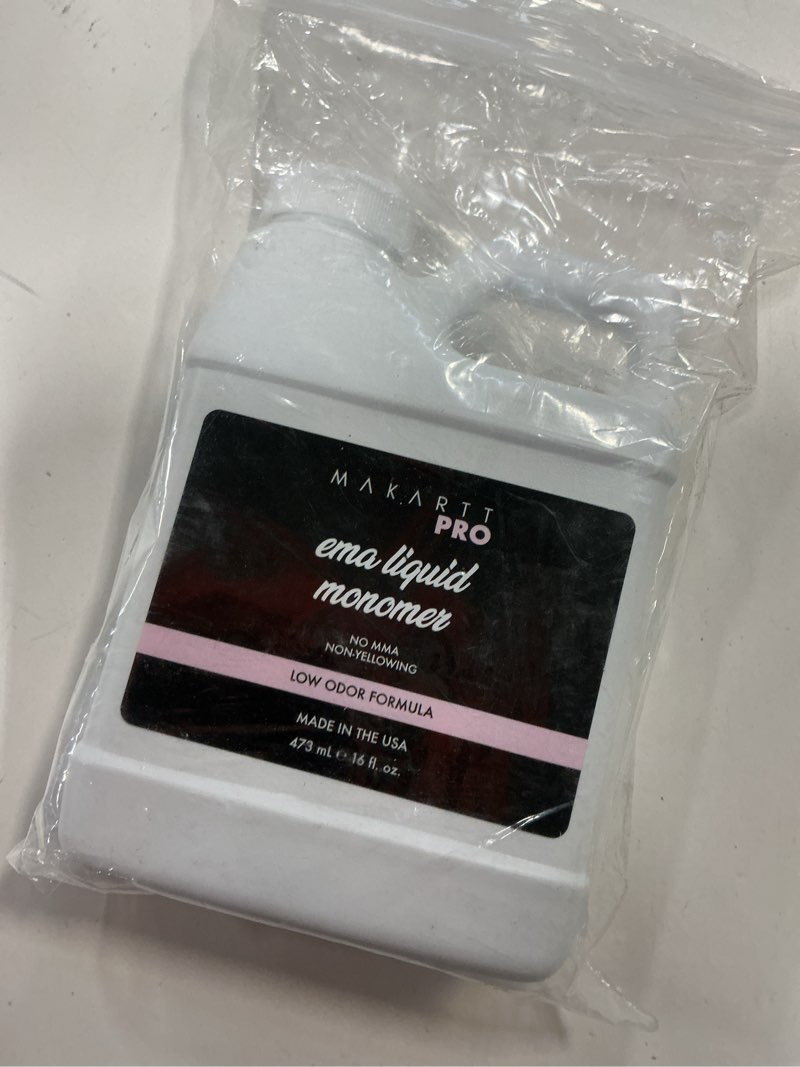 MAKARTT
PRO
ema liquid
monomer
NO MMA
NON-YELLOWING
LOW ODOR FORMULA
MADE IN THE USA
473 mL e 16 fl. oz.